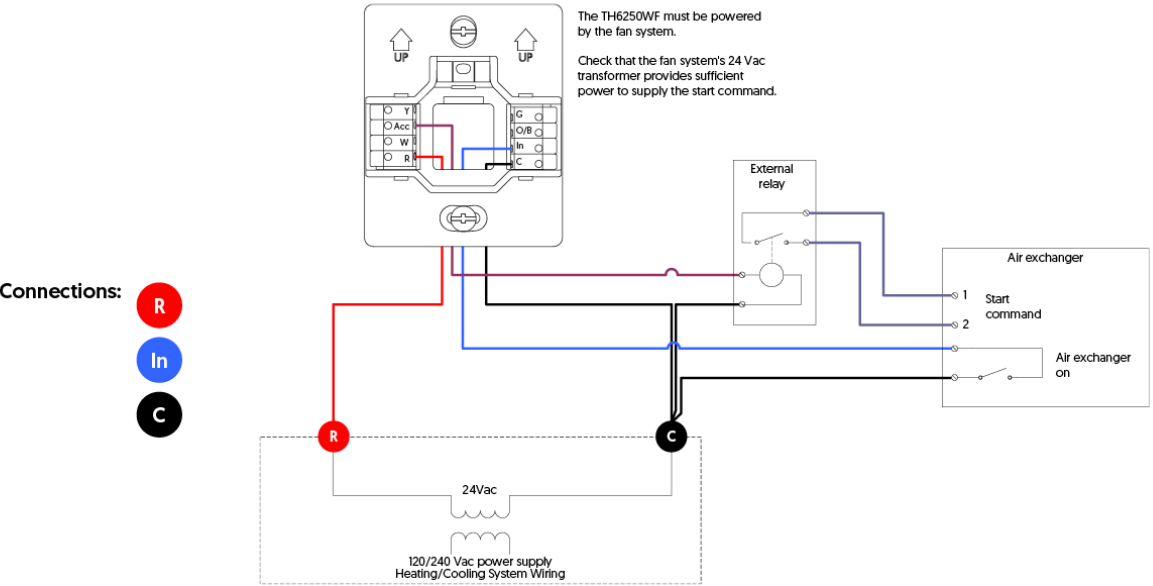 The TH6250WF must be powered
by the fan system.
Check that the fan system's 24 Vac
transformer provides sufficient
power to supply the start command.
UP
UP
Y
Acc
W
R
G
O/B
In
C
External
relay
Air exchanger
1
Start
command
2
Air exchanger
on
Connections:
R
In
C
R
C
24Vac
120/240 Vac power supply
Heating/Cooling System Wiring